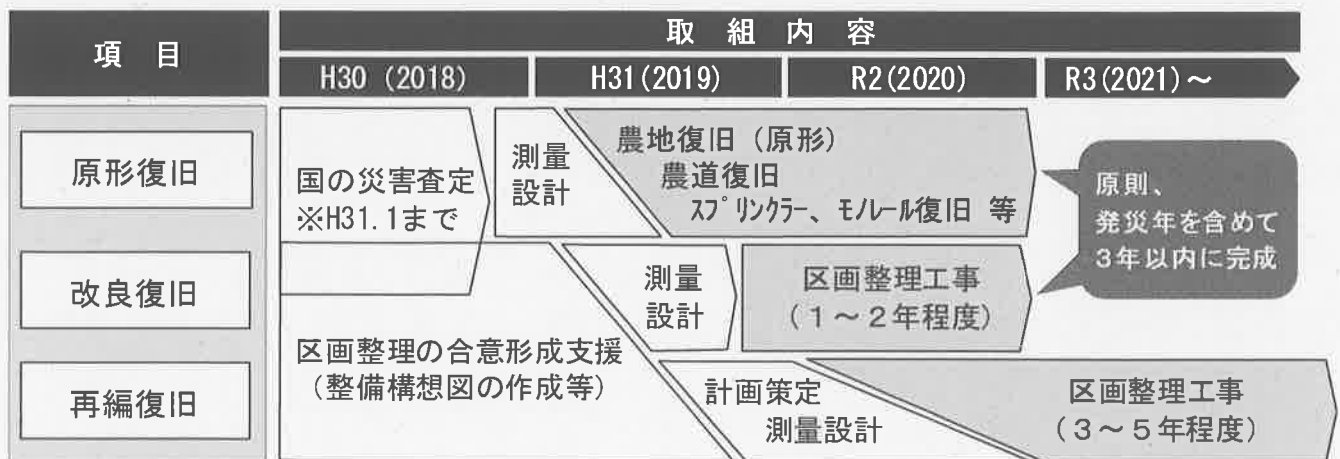 項 目
取 組 内 容
H30 (2018)
H31(2019)
R2(2020)
R3(2021)～
原形復旧
国の災害査定
※H31.1まで
測量
設計
農地復旧（原形）
農道復旧
ｽﾌﾟﾘﾝｸﾗｰ、ﾓﾉﾚｰﾙ復旧 等
原則、
発災年を含めて
3年以内に完成
改良復旧
測量
設計
区画整理工事
（１～２年程度）
区画整理の合意形成支援
（整備構想図の作成等）
再編復旧
計画策定
測量設計
区画整理工事
（３～５年程度）